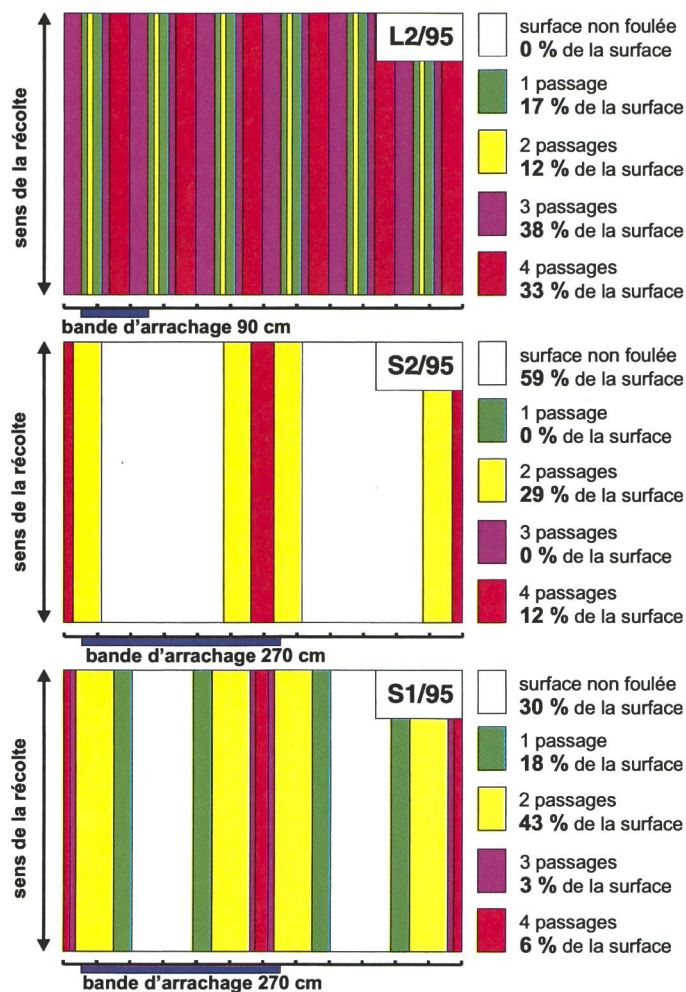 sens de la récolte
L2/95
surface non foulée
0 % de la surface
1 passage
17 % de la surface
2 passages
12 % de la surface
3 passages
38 % de la surface
4 passages
33 % de la surface
bande d'arrachage 90 cm
sens de la récolte
S2/95
surface non foulée
59 % de la surface
1 passage
0 % de la surface
2 passages
29 % de la surface
3 passages
0 % de la surface
4 passages
12 % de la surface
bande d'arrachage 270 cm
sens de la récolte
S1/95
surface non foulée
30 % de la surface
1 passage
18 % de la surface
2 passages
43 % de la surface
3 passages
3 % de la surface
4 passages
6 % de la surface
bande d'arrachage 270 cm